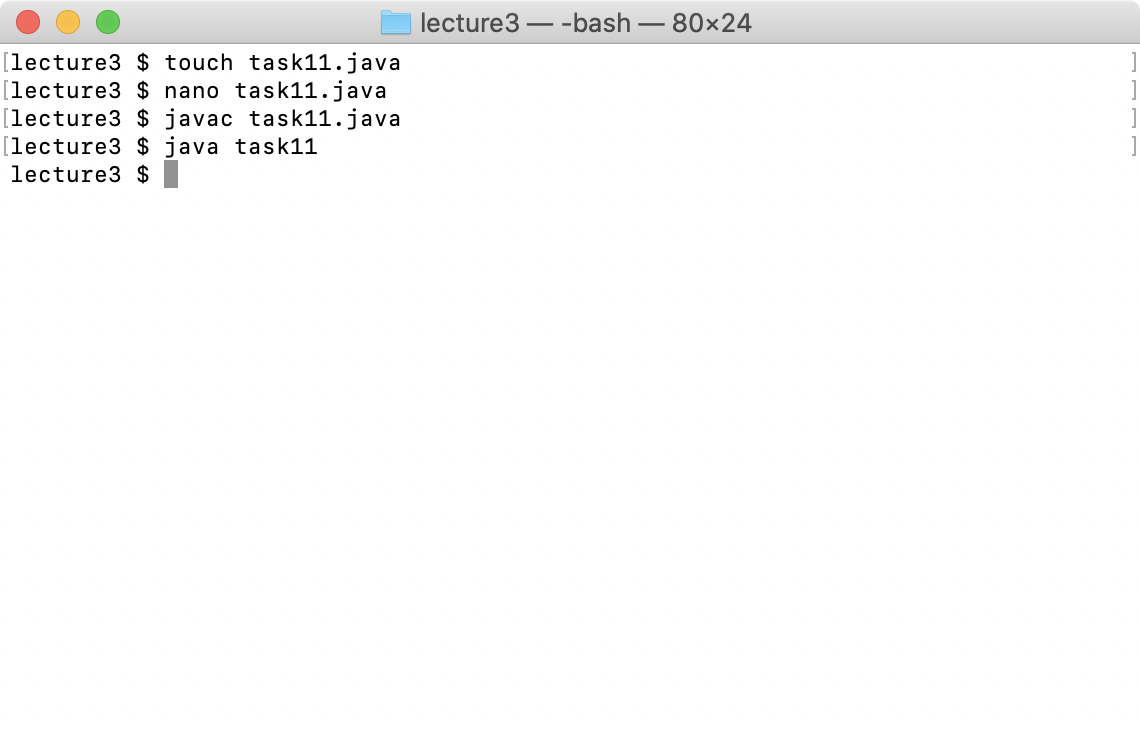 lecture3 — -bash — 80×24
[lecture3 $ touch task11.java ]
[lecture3 $ nano task11.java ]
[lecture3 $ javac task11.java ]
[lecture3 $ java task11 ]
lecture3 $